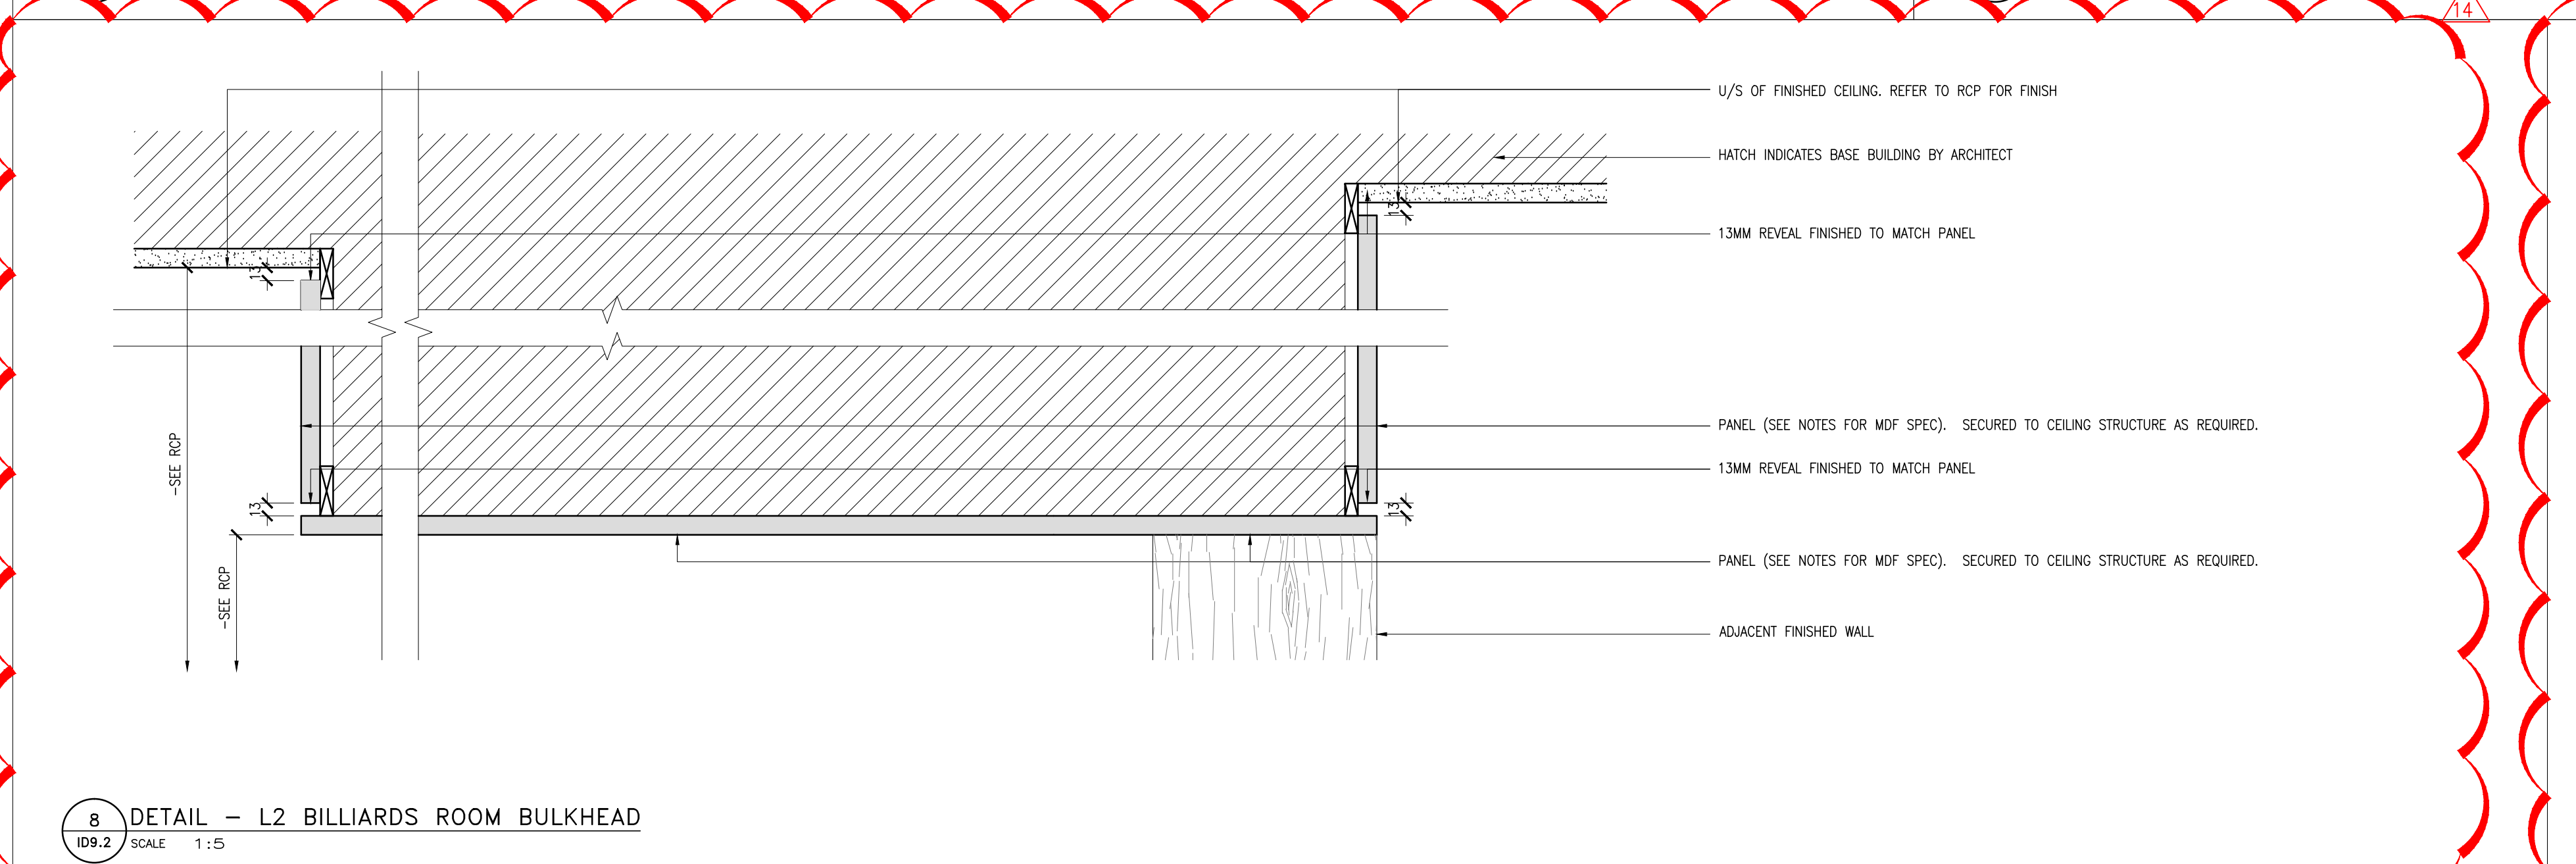 14
U/S OF FINISHED CEILING. REFER TO RCP FOR FINISH
HATCH INDICATES BASE BUILDING BY ARCHITECT
13
13MM REVEAL FINISHED TO MATCH PANEL
13
PANEL (SEE NOTES FOR MDF SPEC). SECURED TO CEILING STRUCTURE AS REQUIRED.
-SEE RCP
13MM REVEAL FINISHED TO MATCH PANEL
13
13
PANEL (SEE NOTES FOR MDF SPEC). SECURED TO CEILING STRUCTURE AS REQUIRED.
-SEE RCP
ADJACENT FINISHED WALL
8
ID9.2
DETAIL - L2 BILLIARDS ROOM BULKHEAD
SCALE 1:5